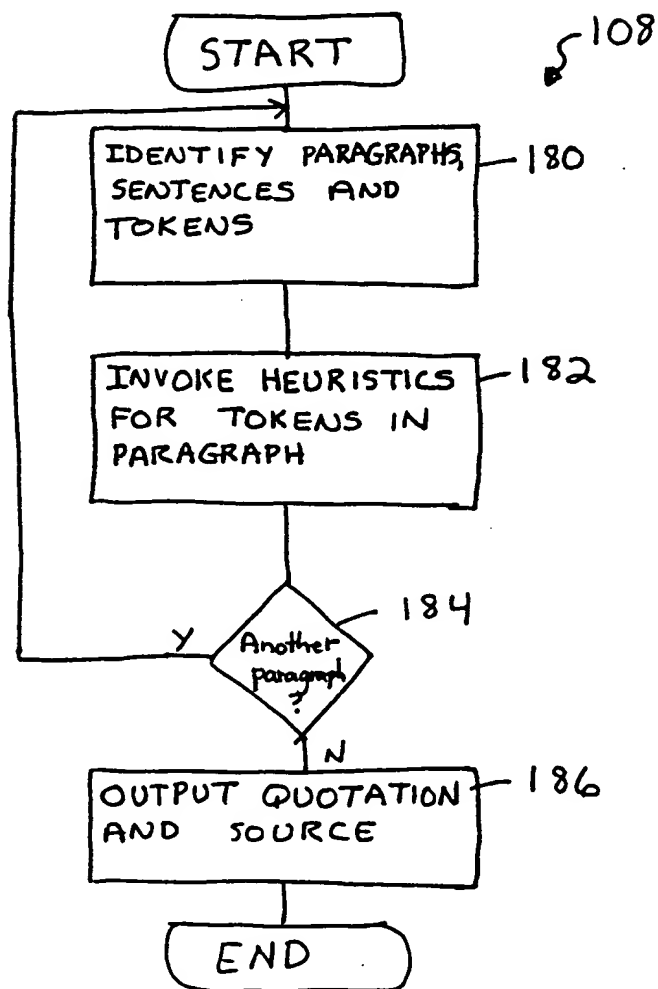 START
108
IDENTIFY PARAGRAPHS,
SENTENCES AND
TOKENS
180
INVOKE HEURISTICS
FOR TOKENS IN
PARAGRAPH
182
184
Another
paragraph
?
Y
N
OUTPUT QUOTATION
AND SOURCE
186
END